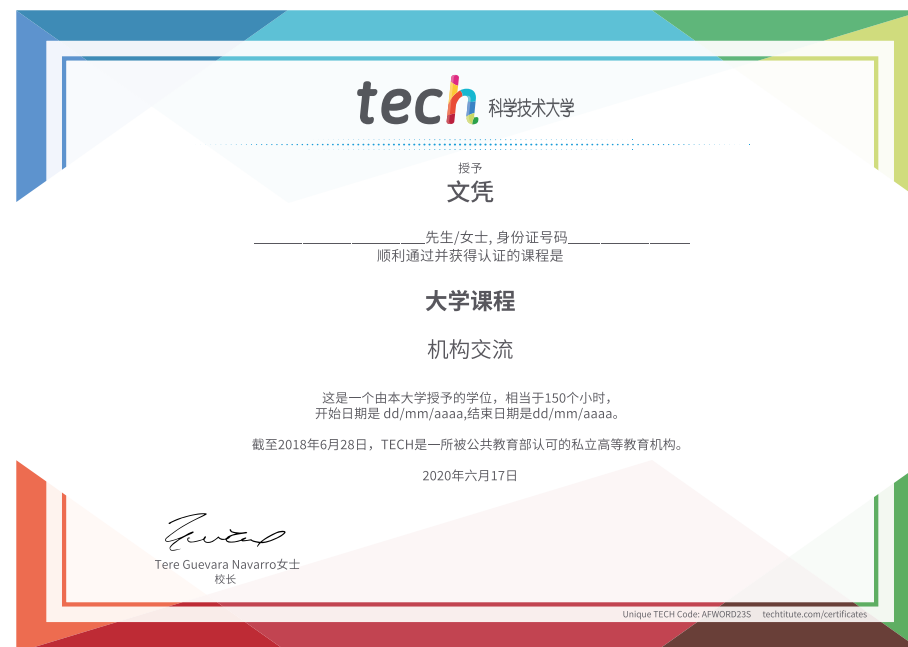 tech 科学技术大学
授予
文凭
______________________先生/女士, 身份证号码_______________
顺利通过并获得认证的课程是
大学课程
机构交流
这是一个由本大学授予的学位，相当于150个小时，
开始日期是 dd/mm/aaaa,结束日期是dd/mm/aaaa。
截至2018年6月28日，TECH是一所被公共教育部认可的私立高等教育机构。
2020年六月17日
Tere Guevara Navarro女士
校长
Unique TECH Code: AFWORD23S techtitute.com/certificates